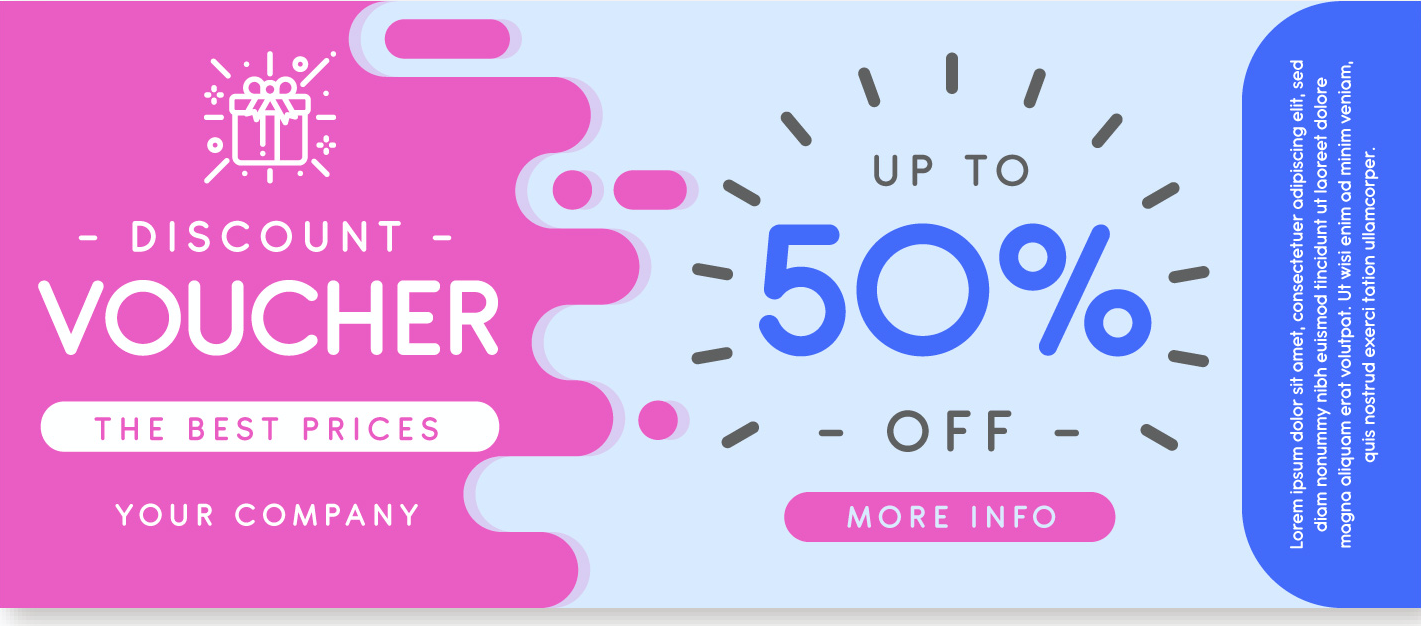 - DISCOUNT -
VOUCHER
THE BEST PRICES
YOUR COMPANY
UP TO
50%
- OFF -
MORE INFO
Lorem ipsum dolor sit amet, consectetuer adipiscing elit, sed
diam nonummy nibh euismod tincidunt ut laoreet dolore
magna aliquam erat volutpat. Ut wisi enim ad minim veniam,
quis nostrud exerci tation ullamcorper.